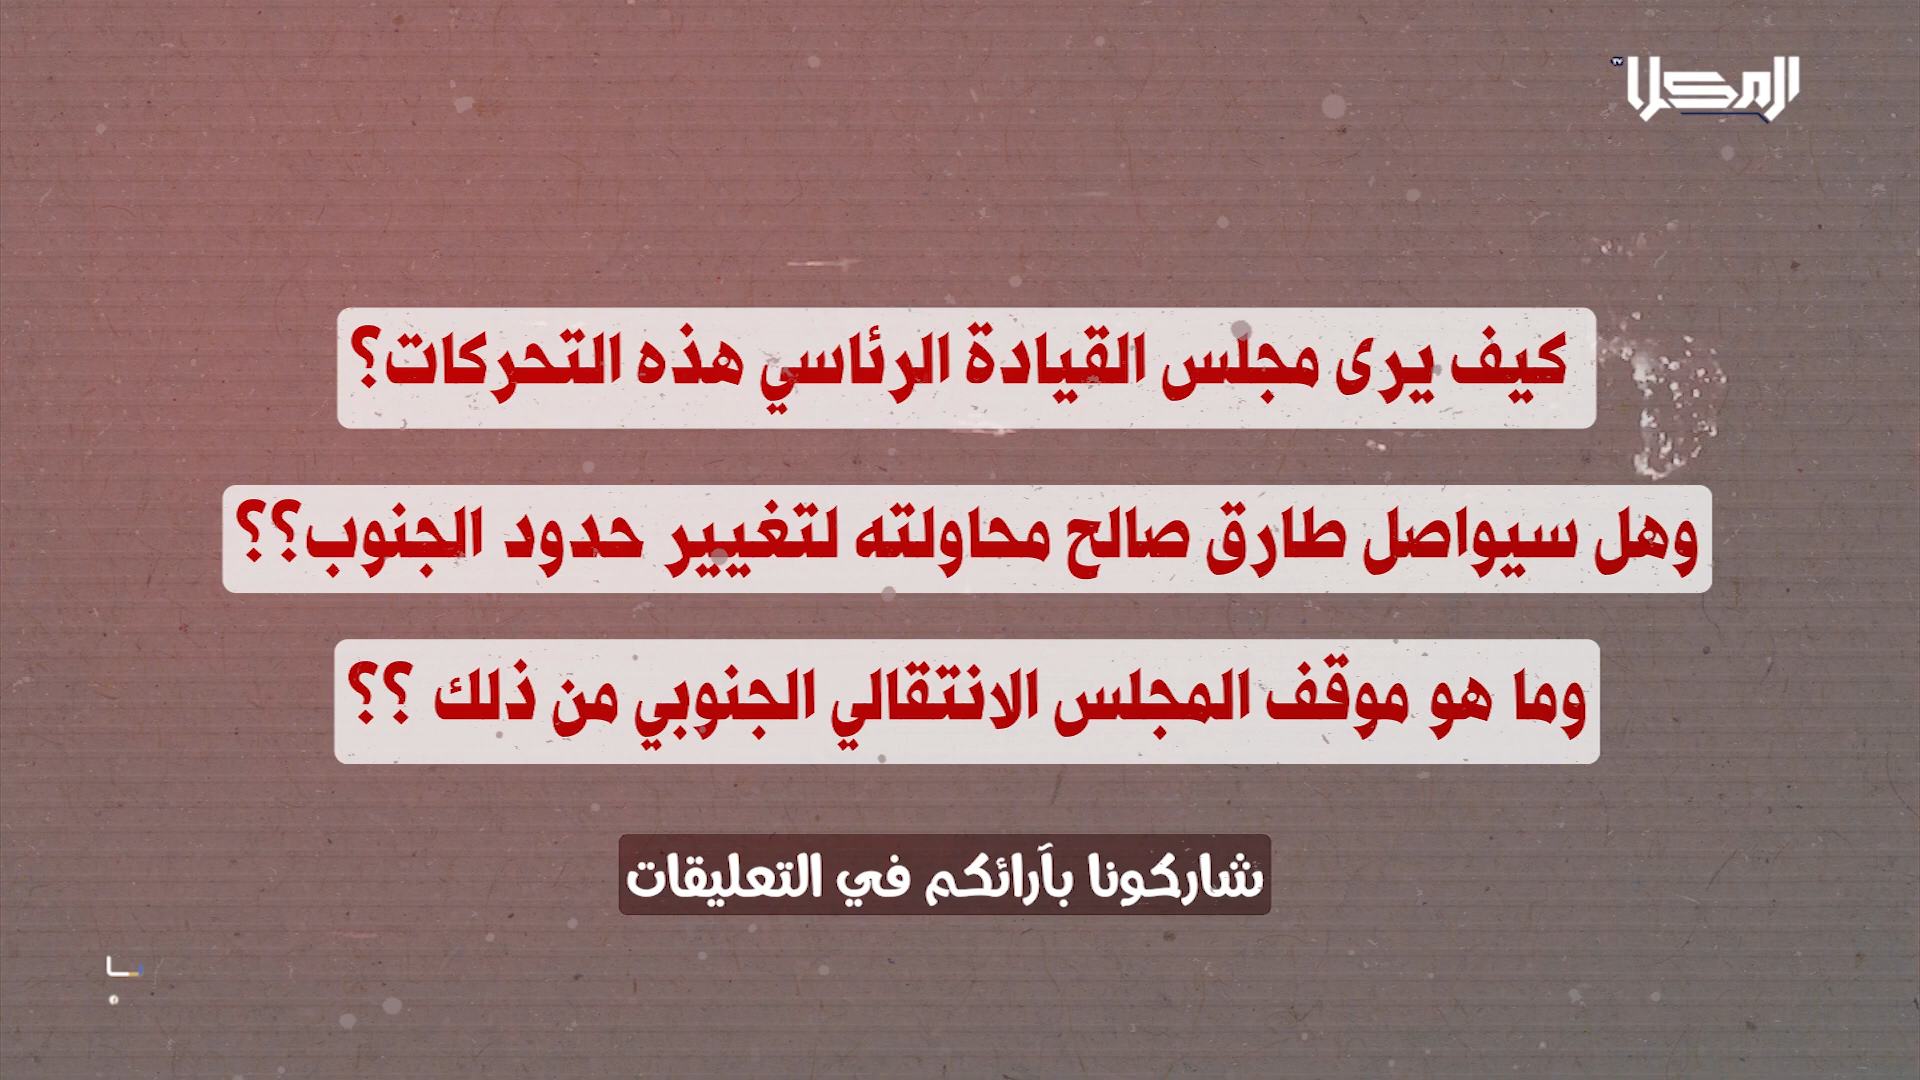 المكلا
TV
كيف يرى مجلس القيادة الرئاسي هذه التحركات؟
وهل سيواصل طارق صالح محاولته لتغيير حدود الجنوب؟؟
وما هو موقف المجلس الانتقالي الجنوبي من ذلك ؟؟
شاركونا بآرائكم في التعليقات